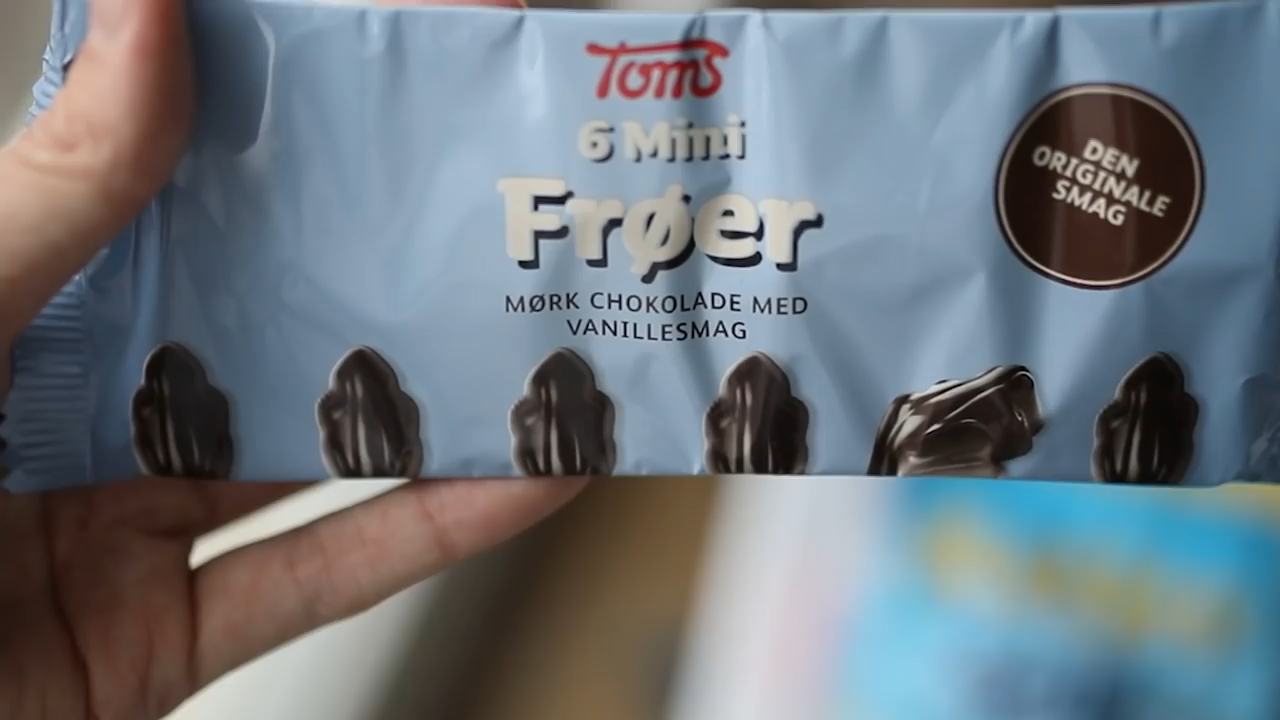 Toms
6 Mini
Frøer
MØRK CHOKOLADE MED
VANILLESMAG
DEN
ORIGINALE
SMAG